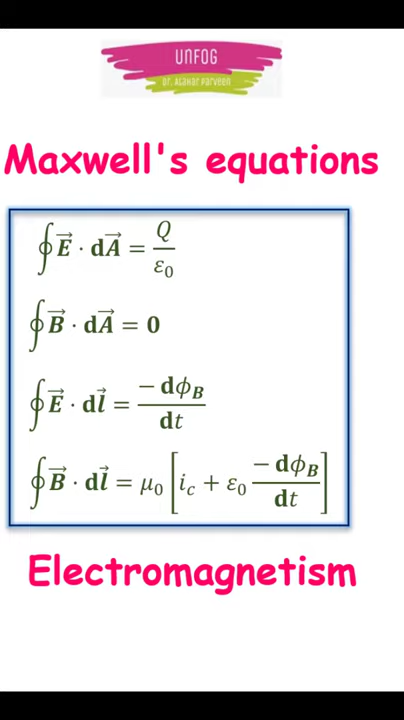 UNFOG
Dr. Atahar Parveen
Maxwell's equations
∮E⃗ · dA⃗ = Q/ε₀
∮B⃗ · dA⃗ = 0
∮E⃗ · dl⃗ = −dϕ_B/dt
∮B⃗ · dl⃗ = μ₀[i_c + ε₀ −dϕ_B/dt]
Electromagnetism